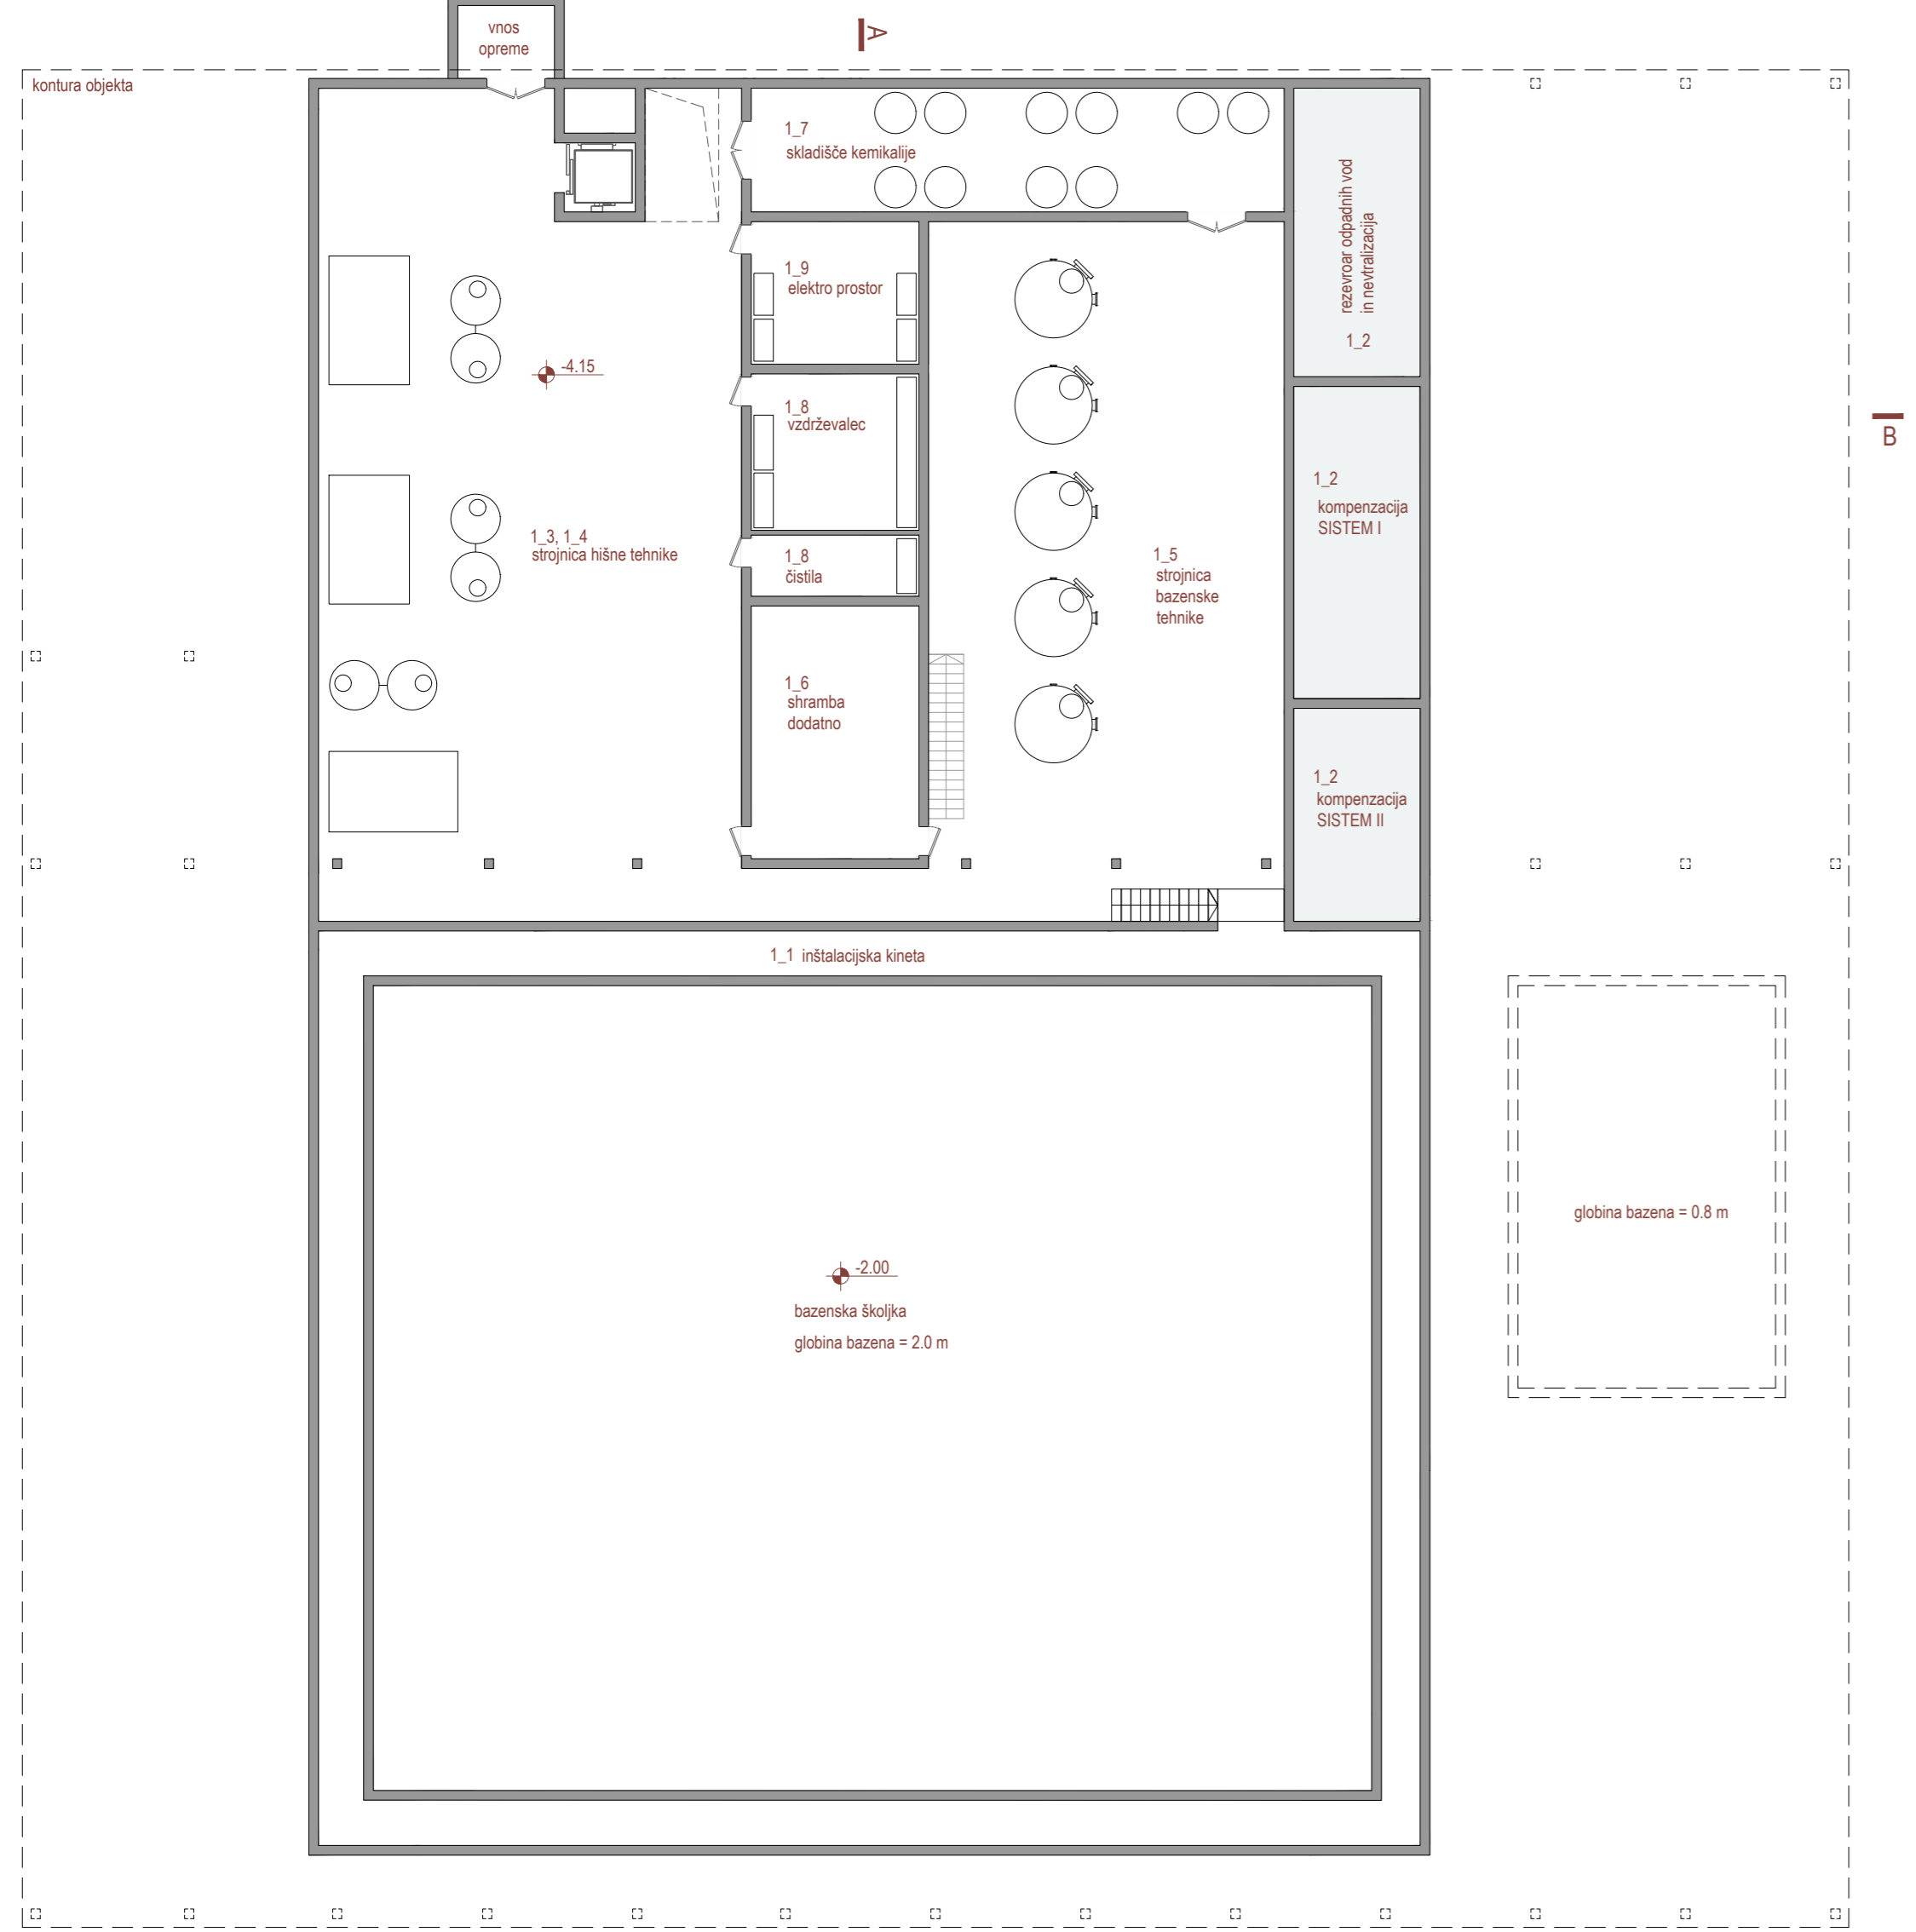 vnos
opreme
A
kontura objekta
1_7
skladišče kemikalije
rezevroar odpadnih vod
in nevtralizacija
1_2
1_9
elektro prostor
-4.15
1_8
vzdrževalec
B
1_2
kompenzacija
SISTEM I
1_3, 1_4
strojnica hišne tehnike
1_8
čistila
1_5
strojnica
bazenske
tehnike
1_6
shramba
dodatno
1_2
kompenzacija
SISTEM II
1_1 inštalacijska kineta
globina bazena = 0.8 m
-2.00
bazenska školjka
globina bazena = 2.0 m